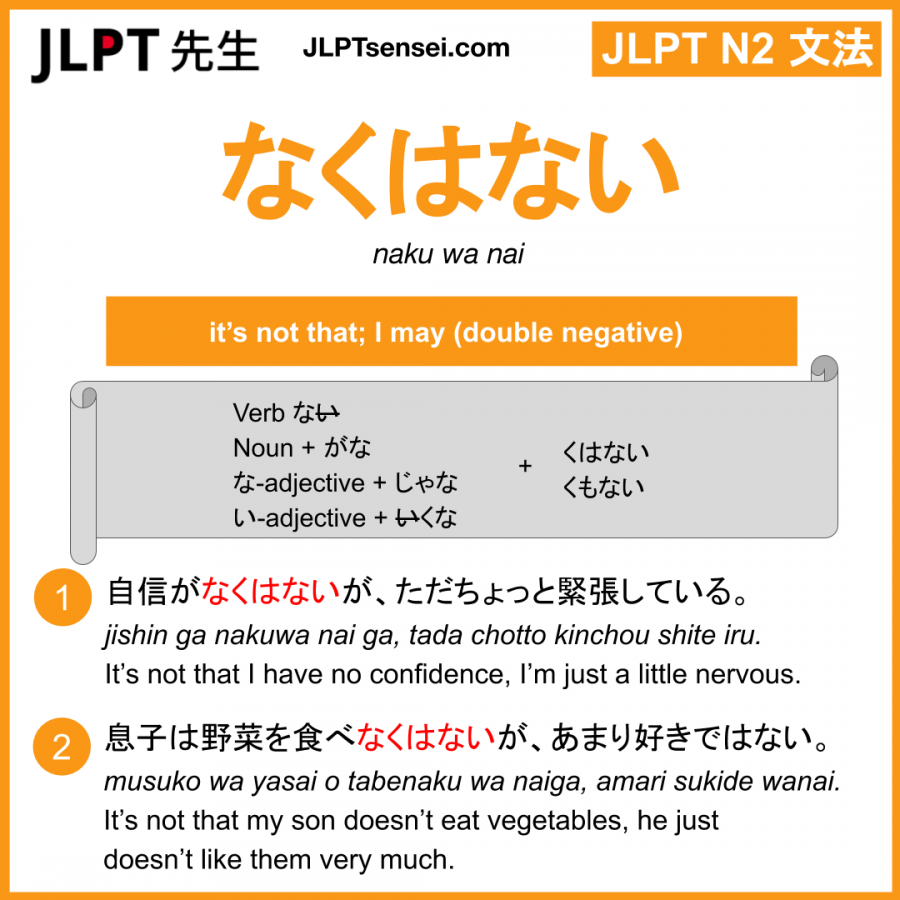 JLPT 先生 JLPTsensei.com JLPT N2 文法
なくはない
naku wa nai
it's not that; I may (double negative)
Verb ない
Noun + がな
な-adjective + じゃな
い-adjective + いくな
+
くはない
くもない
1 自信がなくはないが、ただちょっと緊張している。
jishin ga nakuwa nai ga, tada chotto kinchou shite iru.
It's not that I have no confidence, I'm just a little nervous.
2 息子は野菜を食べなくはないが、あまり好きではない。
musuko wa yasai o tabenaku wa naiga, amari sukide wanai.
It's not that my son doesn't eat vegetables, he just
doesn't like them very much.